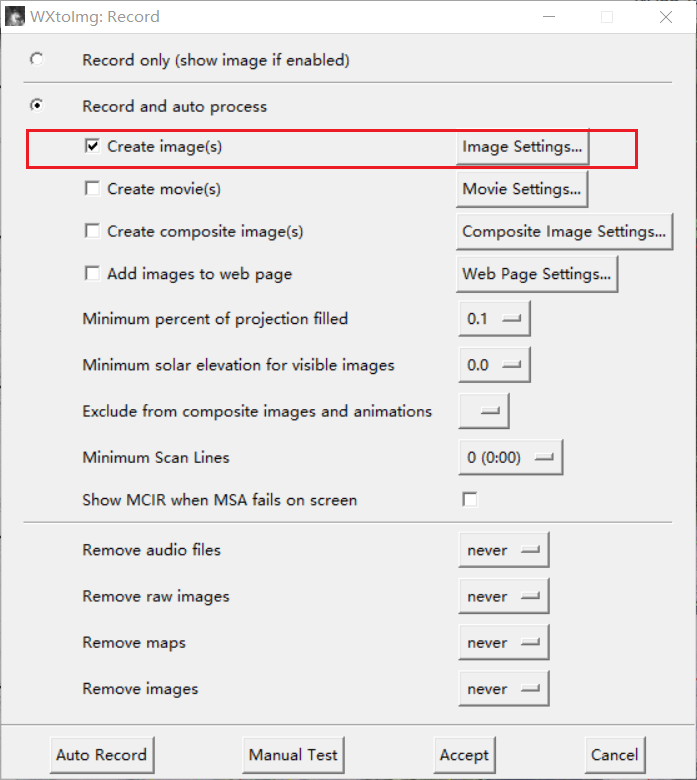 WXtoImg: Record
Record only (show image if enabled)
Record and auto process
Create image(s) Image Settings...
Create movie(s) Movie Settings...
Create composite image(s) Composite Image Settings...
Add images to web page Web Page Settings...
Minimum percent of projection filled 0.1
Minimum solar elevation for visible images 0.0
Exclude from composite images and animations
Minimum Scan Lines 0 (0:00)
Show MCIR when MSA fails on screen
Remove audio files never
Remove raw images never
Remove maps never
Remove images never
Auto Record Manual Test Accept Cancel